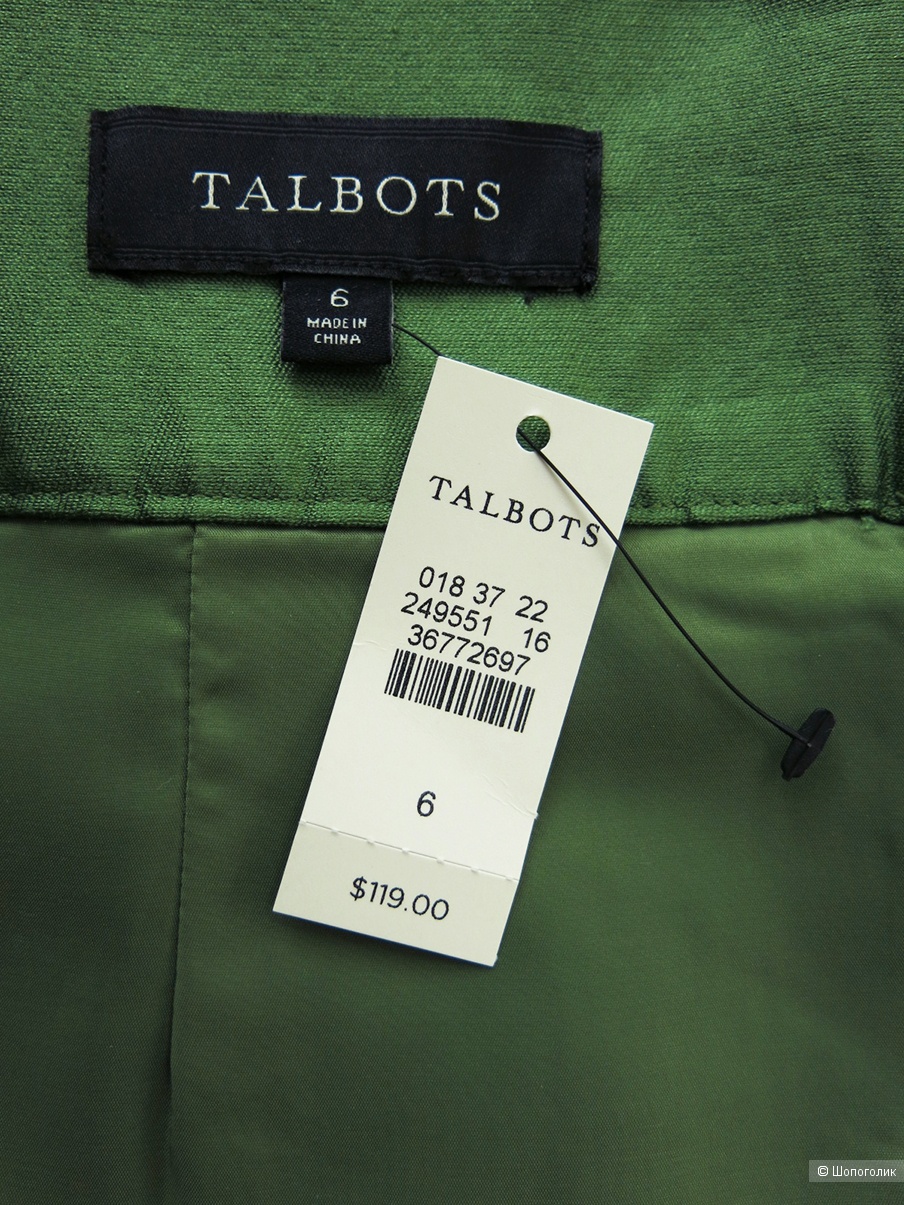 TALBOTS
6
MADE IN
CHINA
TALBOTS
018 37 22
249551 16
36772697
6
$119.00
© Шопоголик